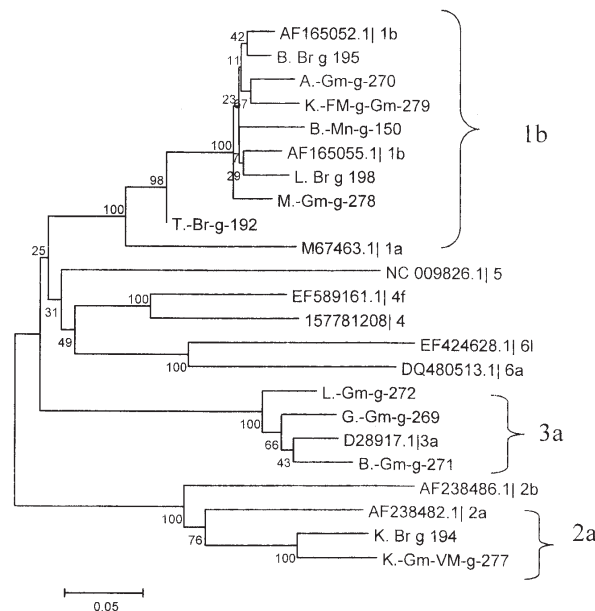 42
AF165052.1| 1b
B. Br g 195
11
A.-Gm-g-270
23
67
K.-FM-g-Gm-279
B.-Mn-g-150
1b
100
AF165055.1| 1b
7
L. Br g 198
29
98
M.-Gm-g-278
T.-Br-g-192
100
M67463.1| 1a
25
NC 009826.1| 5
EF589161.1| 4f
100
31
157781208| 4
49
EF424628.1| 6l
100
DQ480513.1| 6a
L.-Gm-g-272
100
G.-Gm-g-269
66
D28917.1|3a
3a
43
B.-Gm-g-271
AF238486.1| 2b
100
AF238482.1| 2a
76
K. Br g 194
2a
100
K.-Gm-VM-g-277
0.05